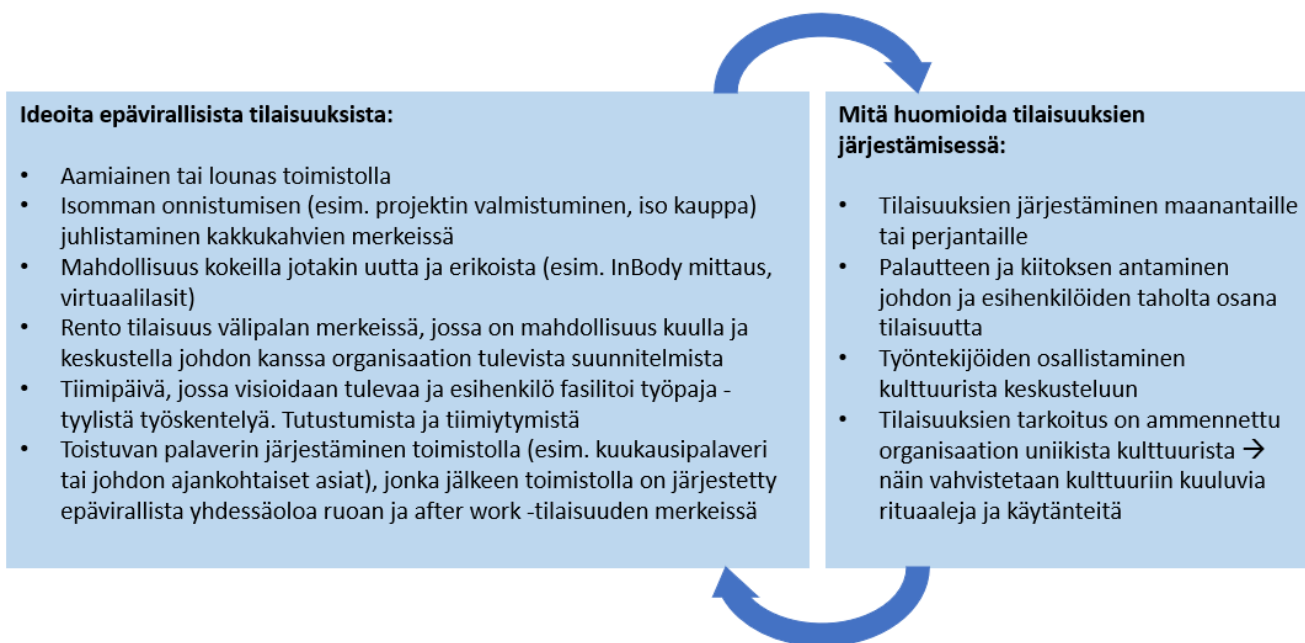 Ideoita epävirallisista tilaisuuksista:
• Aamiainen tai lounas toimistolla
• Isomman onnistumisen (esim. projektin valmistuminen, iso kauppa)
juhlistaminen kakkukahvien merkeissä
• Mahdollisuus kokeilla jotakin uutta ja erikoista (esim. InBody mittaus,
virtuaalilasit)
• Rento tilaisuus välipalan merkeissä, jossa on mahdollisuus kuulla ja
keskustella johdon kanssa organisaation tulevista suunnitelmista
• Tiimipäivä, jossa visioidaan tulevaa ja esihenkilö fasilitoi työpaja -
tyylistä työskentelyä. Tutustumista ja tiimiytymistä
• Toistuvan palaverin järjestäminen toimistolla (esim. kuukausipalaveri
tai johdon ajankohtaiset asiat), jonka jälkeen toimistolla on järjestetty
epävirallista yhdessäoloa ruoan ja after work -tilaisuuden merkeissä
Mitä huomioida tilaisuuksien
järjestämisessä:
• Tilaisuuksien järjestäminen maanantaille
tai perjantaille
• Palautteen ja kiitoksen antaminen
johdon ja esihenkilöiden taholta osana
tilaisuutta
• Työntekijöiden osallistaminen
kulttuurista keskusteluun
• Tilaisuuksien tarkoitus on ammennettu
organisaation uniikista kulttuurista →
näin vahvistetaan kulttuuriin kuuluvia
rituaaleja ja käytänteitä